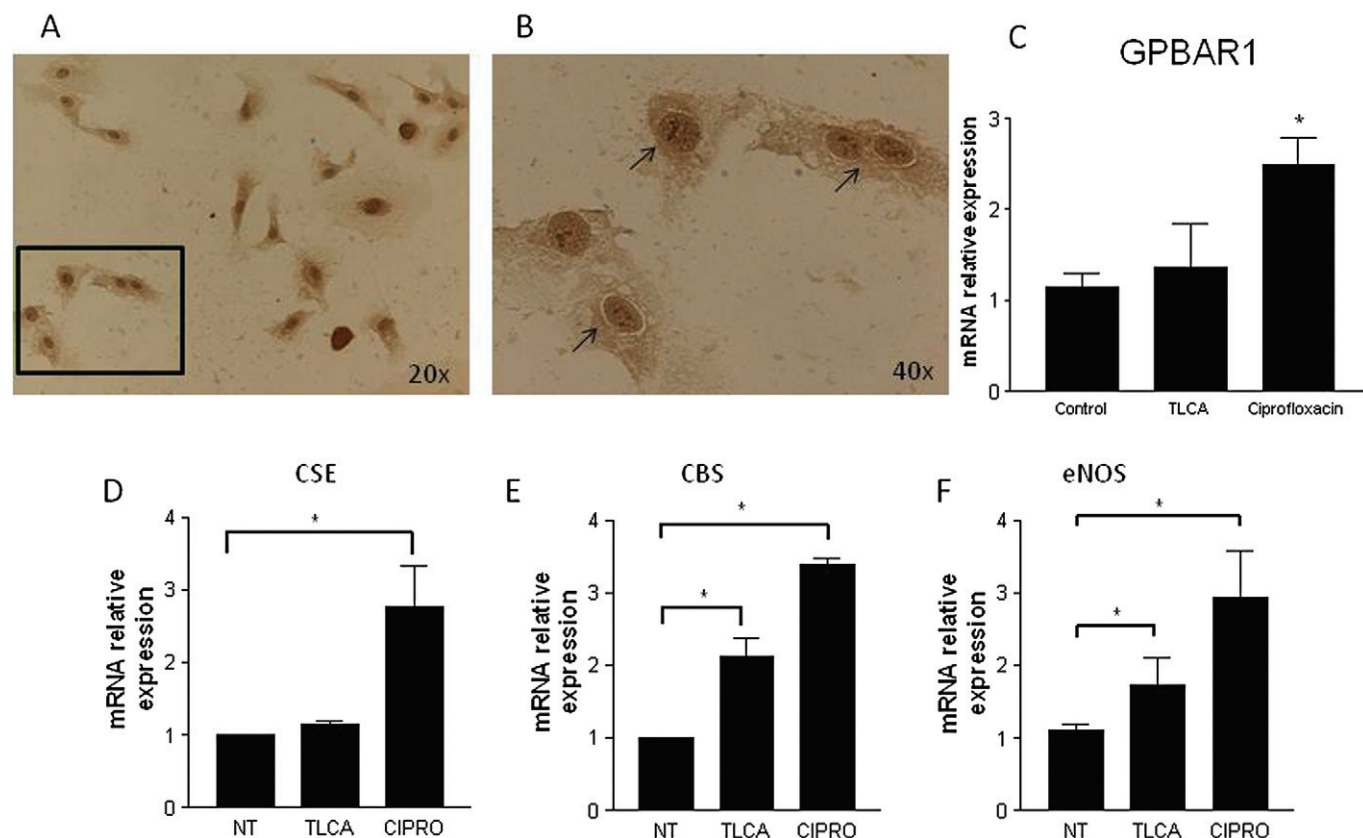 A
B
C
GPBAR1
20x
40x
mRNA relative expression
3
2
1
0
*
Control
TLCA
Ciprofloxacin
D
CSE
mRNA relative
expression
4
3
2
1
0
*
NT
TLCA
CIPRO
E
CBS
mRNA relative
expression
4
3
2
1
0
*
*
NT
TLCA
CIPRO
F
eNOS
mRNA relative
expression
4
3
2
1
0
*
*
NT
TLCA
CIPRO